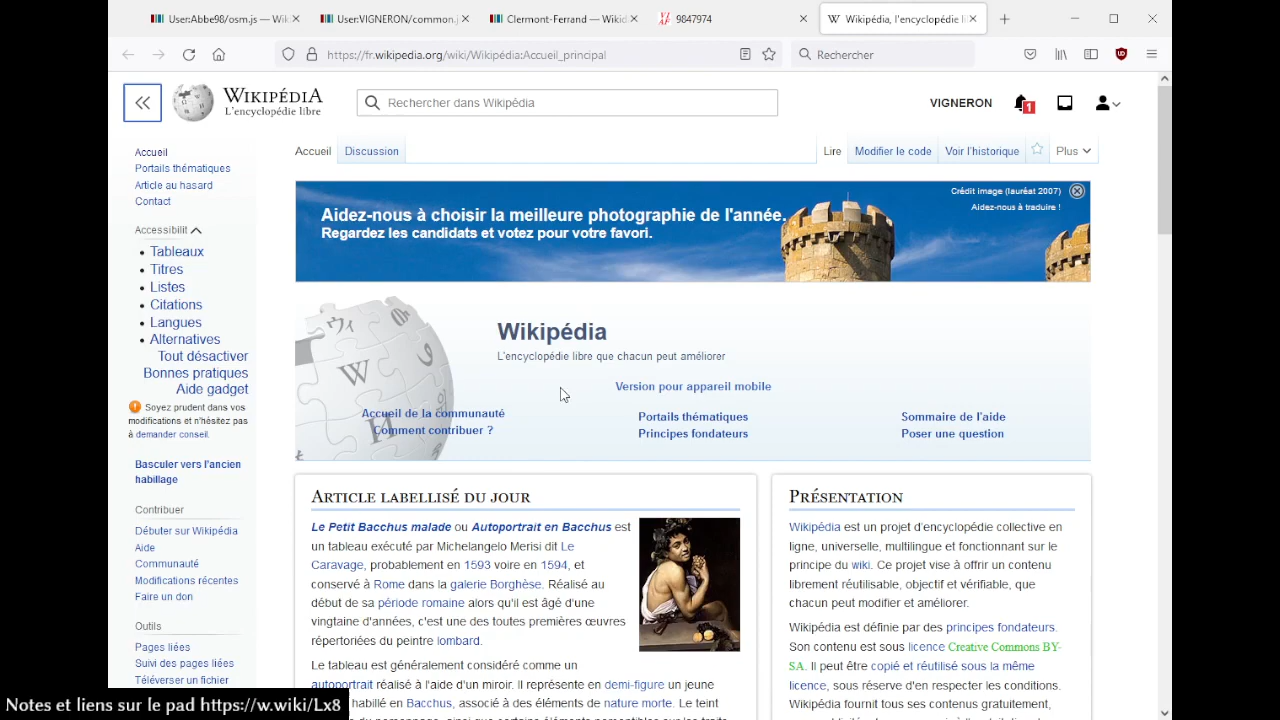 User:Abbe98/osm.js — Wiki
User:VIGNERON/common.j
Clermont-Ferrand — Wikid
9847974
Wikipédia, l'encyclopédie li
https://fr.wikipedia.org/wiki/Wikipédia:Accueil_principal
Rechercher
WIKIPÉDIA
L'encyclopédie libre
Rechercher dans Wikipédia
VIGNERON
1
Accueil
Portails thématiques
Article au hasard
Contact
Accessibilit
Tableaux
Titres
Listes
Citations
Langues
Alternatives
Tout désactiver
Bonnes pratiques
Aide gadget
Soyez prudent dans vos
modifications et n'hésitez pas
à demander conseil.
Basculer vers l'ancien
habillage
Contribuer
Débuter sur Wikipédia
Aide
Communauté
Modifications récentes
Faire un don
Outils
Pages liées
Suivi des pages liées
Téléverser un fichier
Accueil
Discussion
Lire
Modifier le code
Voir l'historique
Plus
Aidez-nous à choisir la meilleure photographie de l'année.
Regardez les candidats et votez pour votre favori.
Crédit image (lauréat 2007)
Aidez-nous à traduire !
Wikipédia
L'encyclopédie libre que chacun peut améliorer
Version pour appareil mobile
Accueil de la communauté
Comment contribuer ?
Portails thématiques
Principes fondateurs
Sommaire de l'aide
Poser une question
Article labellisé du jour
Le Petit Bacchus malade ou Autoportrait en Bacchus est
un tableau exécuté par Michelangelo Merisi dit Le
Caravage, probablement en 1593 voire en 1594, et
conservé à Rome dans la galerie Borghèse. Réalisé au
début de sa période romaine alors qu'il est âgé d'une
vingtaine d'années, c'est une des toutes premières œuvres
répertoriées du peintre lombard.
Le tableau est généralement considéré comme un
autoportrait réalisé à l'aide d'un miroir. Il représente en demi-figure un jeune
habillé en Bacchus, associé à des éléments de nature morte. Les sur
Présentation
Wikipédia est un projet d'encyclopédie collective en
ligne, universelle, multilingue et fonctionnant sur le
principe du wiki. Ce projet vise à offrir un contenu
librement réutilisable, objectif et vérifiable, que
chacun peut modifier et améliorer.
Wikipédia est définie par des principes fondateurs.
Son contenu est sous licence Creative Commons BY-
SA. Il peut être copié et réutilisé sous la même
licence, sous réserve d'en respecter les conditions.
Wikipédia fournit tous ses contenus gratuitement,
Notes et liens sur le pad https://w.wiki/Lx8